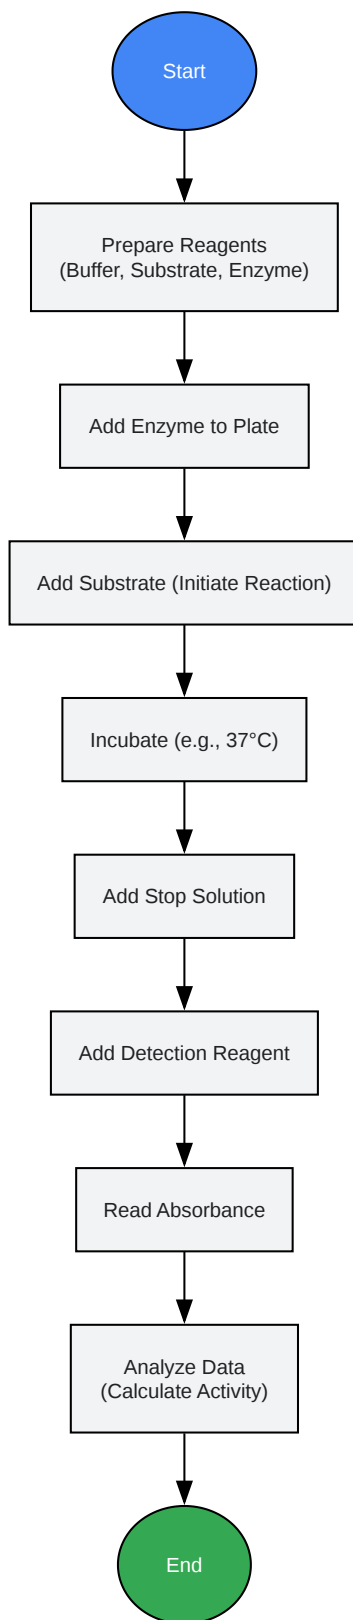 Start
Prepare Reagents
(Buffer, Substrate, Enzyme)
Add Enzyme to Plate
Add Substrate (Initiate Reaction)
Incubate (e.g., 37°C)
Add Stop Solution
Add Detection Reagent
Read Absorbance
Analyze Data
(Calculate Activity)
End